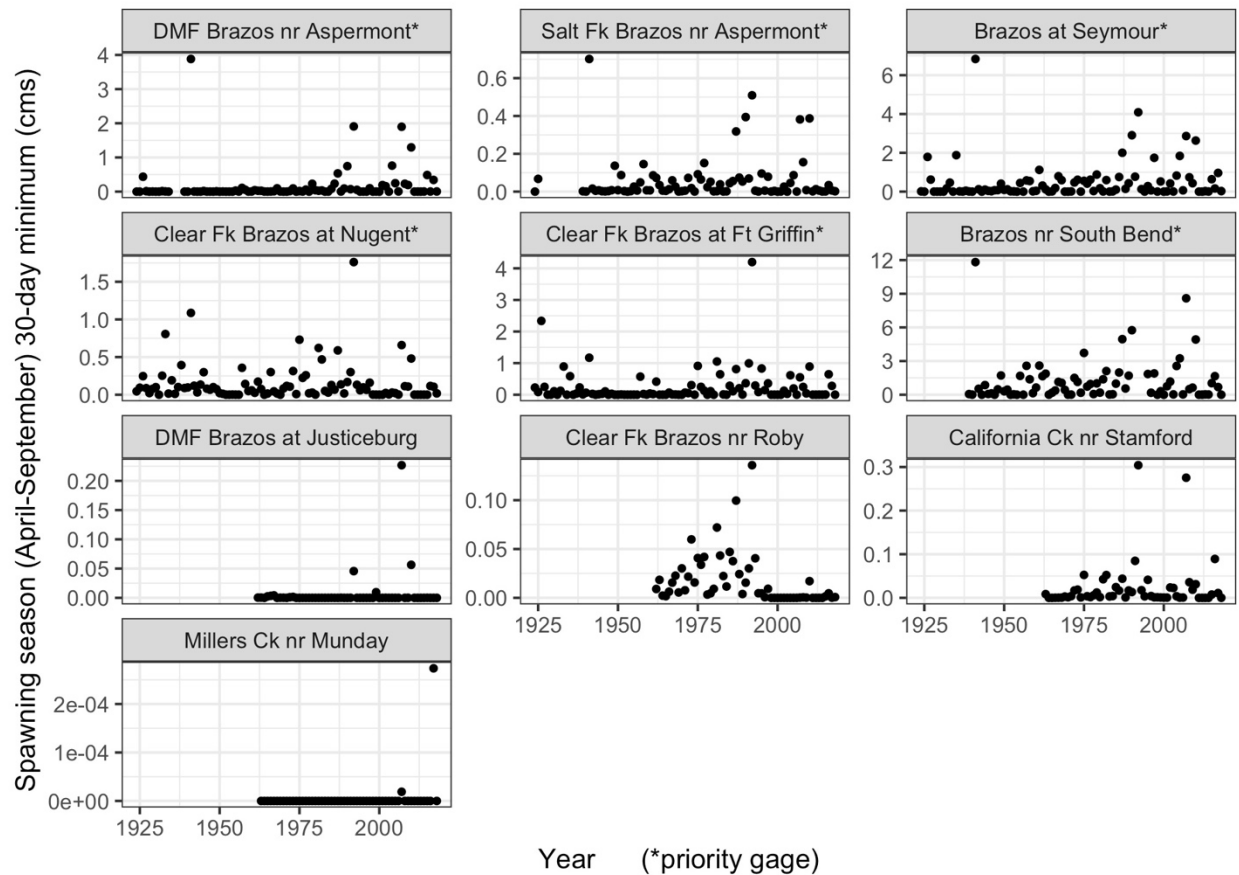 Spawning season (April-September) 30-day minimum (cms)
DMF Brazos nr Aspermont*
4
3
2
1
0
Salt Fk Brazos nr Aspermont*
0.6
0.4
0.2
0.0
Brazos at Seymour*
6
4
2
0
Clear Fk Brazos at Nugent*
1.5
1.0
0.5
0.0
Clear Fk Brazos at Ft Griffin*
4
3
2
1
0
Brazos nr South Bend*
12
9
6
3
0
DMF Brazos at Justiceburg
0.20
0.15
0.10
0.05
0.00
Clear Fk Brazos nr Roby
0.10
0.05
0.00
1925 1950 1975 2000
California Ck nr Stamford
0.3
0.2
0.1
0.0
1925 1950 1975 2000
Millers Ck nr Munday
2e-04
1e-04
0e+00
1925 1950 1975 2000
Year (*priority gage)